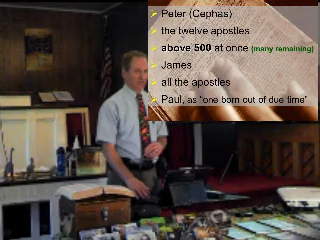 Peter (Cephas)
the twelve apostles
above 500 at once (many remaining)
James
all the apostles
Paul, as "one born out of due time"